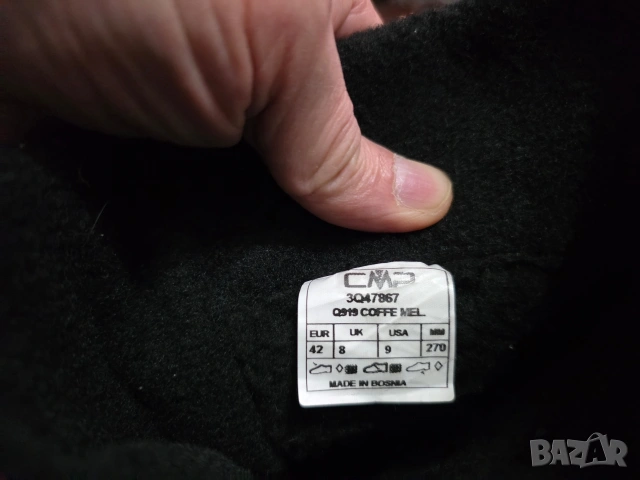 CMP
3Q47867
Q919 COFFE MEL.
EUR UK USA MM
42 8 9 270
MADE IN BOSNIA
BAZAR